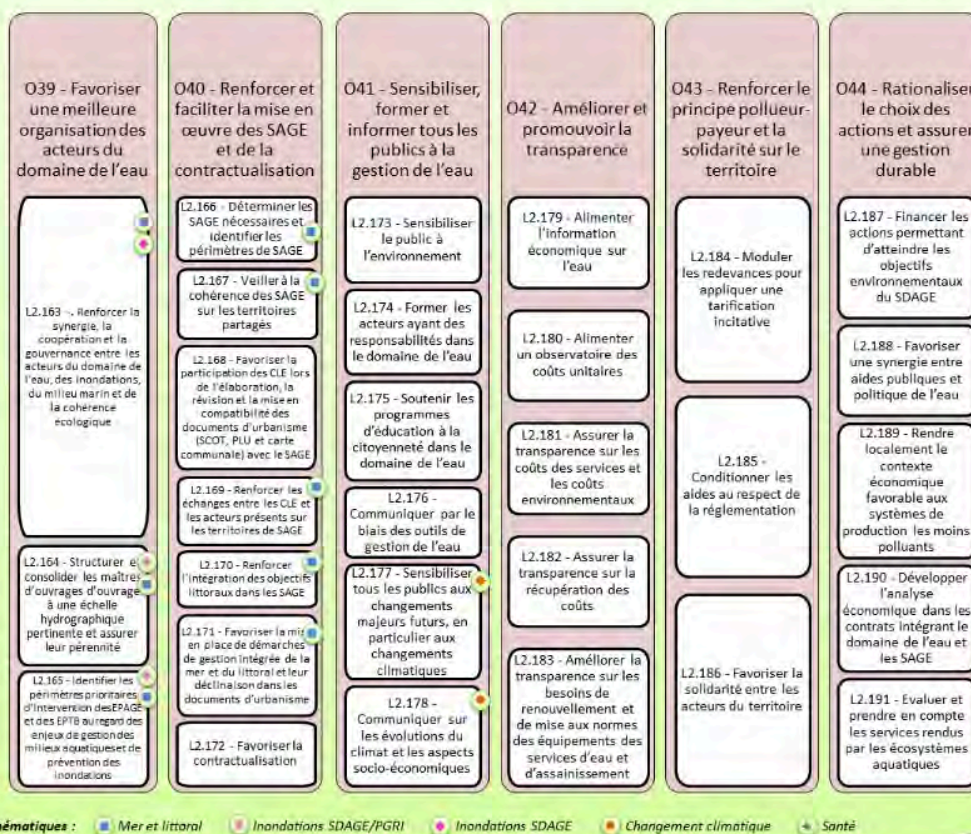 O39 - Favoriser
une meilleure
organisation des
acteurs du
domaine de l'eau
L2.163 -. Renforcer la
synergie, la
coopération et la
gouvernance entre les
acteurs du domaine de
l'eau, des inondations,
du milieu marin et de
la cohérence
écologique
L2.164 - Structurer et
consolider les maîtres
d'ouvrages d'ouvrage
à une échelle
hydrographique
pertinente et assurer
leur pérennité
L2.165 - Identifier les
périmètres prioritaires
d'intervention des EPAGE
et des EPTB au regard des
enjeux de gestion des
milieux aquatiques et de
prévention des
inondations
O40 - Renforcer et
faciliter la mise en
œuvre des SAGE
et de la
contractualisation
L2.166 - Déterminer les
SAGE nécessaires et
identifier les
périmètres de SAGE
L2.167 - Veiller à la
cohérence des SAGE
sur les territoires
partagés
L2.168 - Favoriser la
participation des CLE lors
de l'élaboration, la
révision et la mise en
compatibilité des
documents d'urbanisme
(SCOT, PLU et carte
communale) avec le SAGE
L2.169 - Renforcer les
échanges entre les CLE et
les acteurs présents sur
les territoires de SAGE
L2.170 - Renforcer
l'intégration des objectifs
littoraux dans les SAGE
L2.171 - Favoriser la mise
en place de démarches
de gestion intégrée de la
mer et du littoral et leur
déclinaison dans les
documents d'urbanisme
L2.172 - Favoriser la
contractualisation
O41 - Sensibiliser,
former et
informer tous les
publics à la
gestion de l'eau
L2.173 - Sensibiliser
le public à
l'environnement
L2.174 - Former les
acteurs ayant des
responsabilités dans
le domaine de l'eau
L2.175 - Soutenir les
programmes
d'éducation à la
citoyenneté dans le
domaine de l'eau
L2.176 -
Communiquer par le
biais des outils de
gestion de l'eau
L2.177 - Sensibiliser
tous les publics aux
changements
majeurs futurs, en
particulier aux
changements
climatiques
L2.178 -
Communiquer sur
les évolutions du
climat et les aspects
socio-économiques
O42 - Améliorer et
promouvoir la
transparence
L2.179 - Alimenter
l'information
économique sur
l'eau
L2.180 - Alimenter
un observatoire des
coûts unitaires
L2.181 - Assurer la
transparence sur les
coûts des services et
les coûts
environnementaux
L2.182 - Assurer la
transparence sur la
récupération des
coûts
L2.183 - Améliorer la
transparence sur les
besoins de
renouvellement et
de mise aux normes
des équipements des
services d'eau et
d'assainissement
O43 - Renforcer le
principe pollueur-
payeur et la
solidarité sur le
territoire
L2.184 - Moduler
les redevances pour
appliquer une
tarification
incitative
L2.185 -
Conditionner les
aides au respect de
la réglementation
L2.186 - Favoriser la
solidarité entre les
acteurs du territoire
O44 - Rationaliser
le choix des
actions et assurer
une gestion
durable
L2.187 - Financer les
actions permettant
d'atteindre les
objectifs
environnementaux
du SDAGE
L2.188 - Favoriser
une synergie entre
aides publiques et
politique de l'eau
L2.189 - Rendre
localement le
contexte
économique
favorable aux
systèmes de
production les moins
polluants
L2.190 - Développer
l'analyse
économique dans les
contrats intégrant le
domaine de l'eau et
les SAGE
L2.191 - Evaluer et
prendre en compte
les services rendus
par les écosystèmes
aquatiques
ématiques : Mer et littoral Inondations SDAGE/PGRI Inondations SDAGE Changement climatique Santé